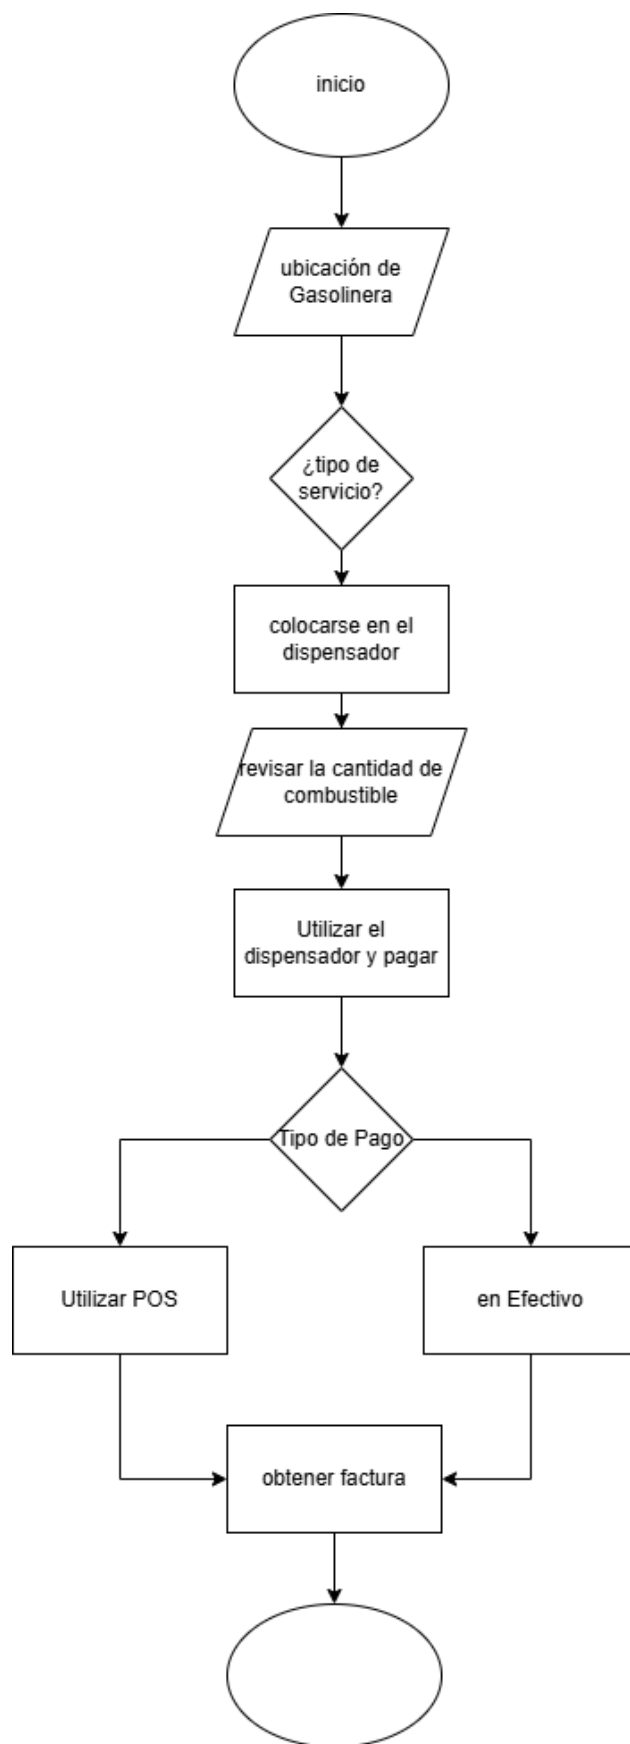 inicio
ubicación de
Gasolinera
¿tipo de
servicio?
colocarse en el
dispensador
revisar la cantidad de
combustible
Utilizar el
dispensador y pagar
Tipo de Pago
Utilizar POS
en Efectivo
obtener factura